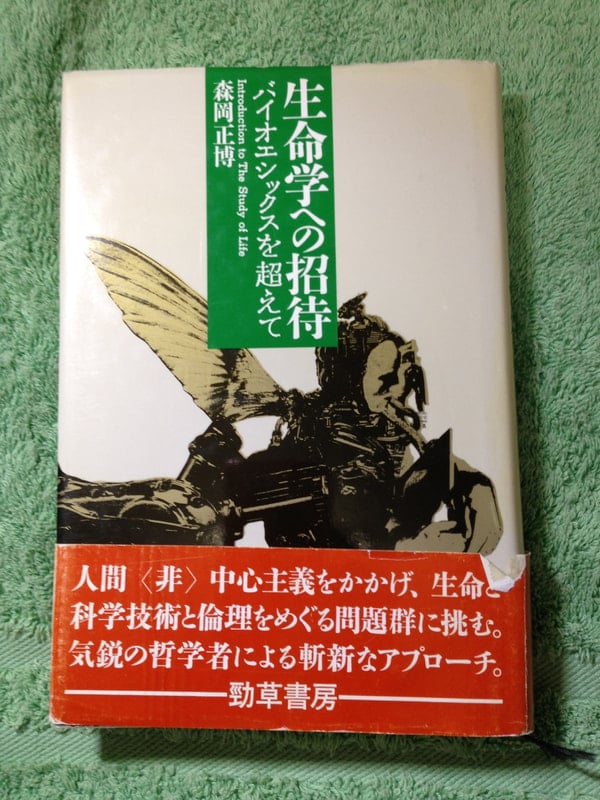 生命学への招待
バイオエシックスを超えて
Introduction to The Study of Life
森岡正博
人間〈非〉中心主義をかかげ、生命と
科学技術と倫理をめぐる問題群に挑む。
気鋭の哲学者による斬新なアプローチ。
勁草書房